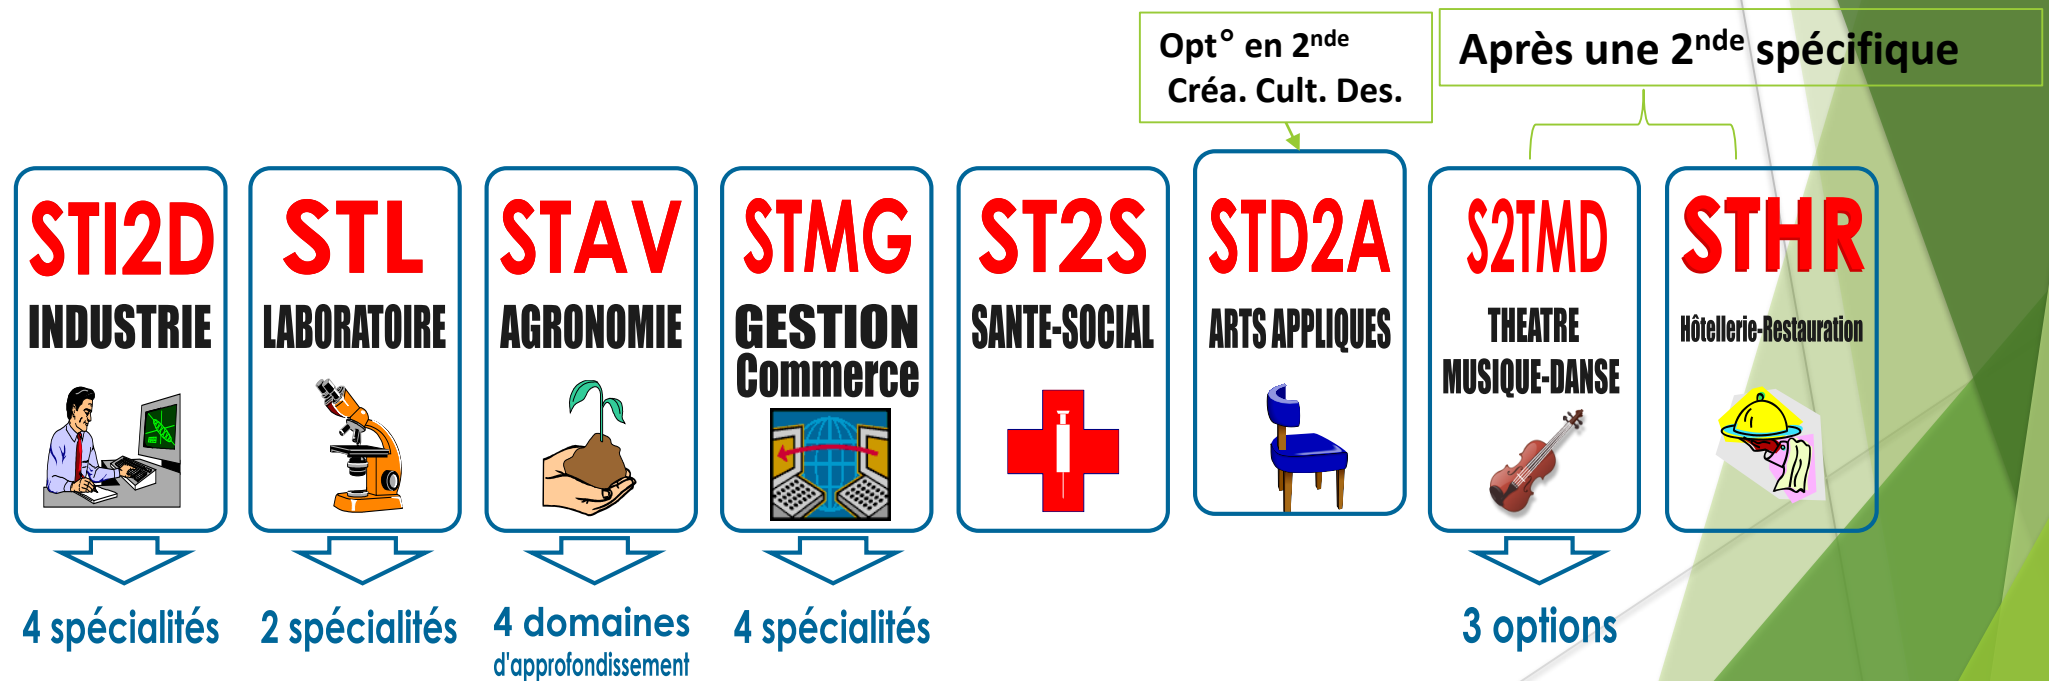 Opt° en 2nde
Créa. Cult. Des.
Après une 2nde spécifique
STI2D
INDUSTRIE
4 spécialités
STL
LABORATOIRE
2 spécialités
STAV
AGRONOMIE
4 domaines
d'approfondissement
STMG
GESTION
Commerce
4 spécialités
ST2S
SANTE-SOCIAL
STD2A
ARTS APPLIQUES
S2TMD
THEATRE
MUSIQUE-DANSE
3 options
STHR
Hôtellerie-Restauration